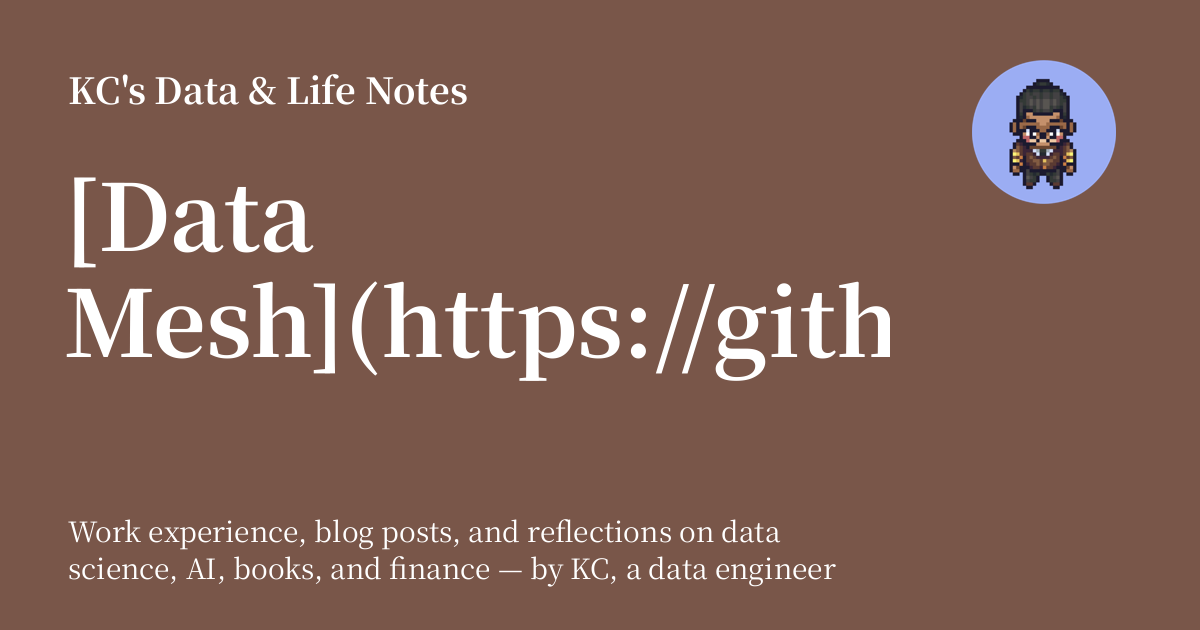 KC's Data & Life Notes
[Data
Mesh](https://gith
Work experience, blog posts, and reflections on data
science, AI, books, and finance — by KC, a data engineer